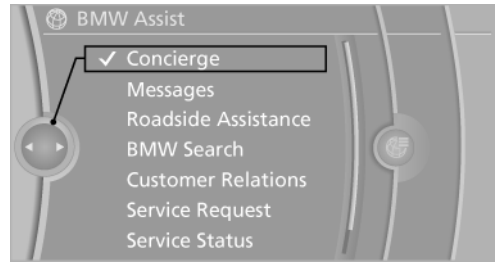 BMW Assist
Concierge
Messages
Roadside Assistance
BMW Search
Customer Relations
Service Request
Service Status